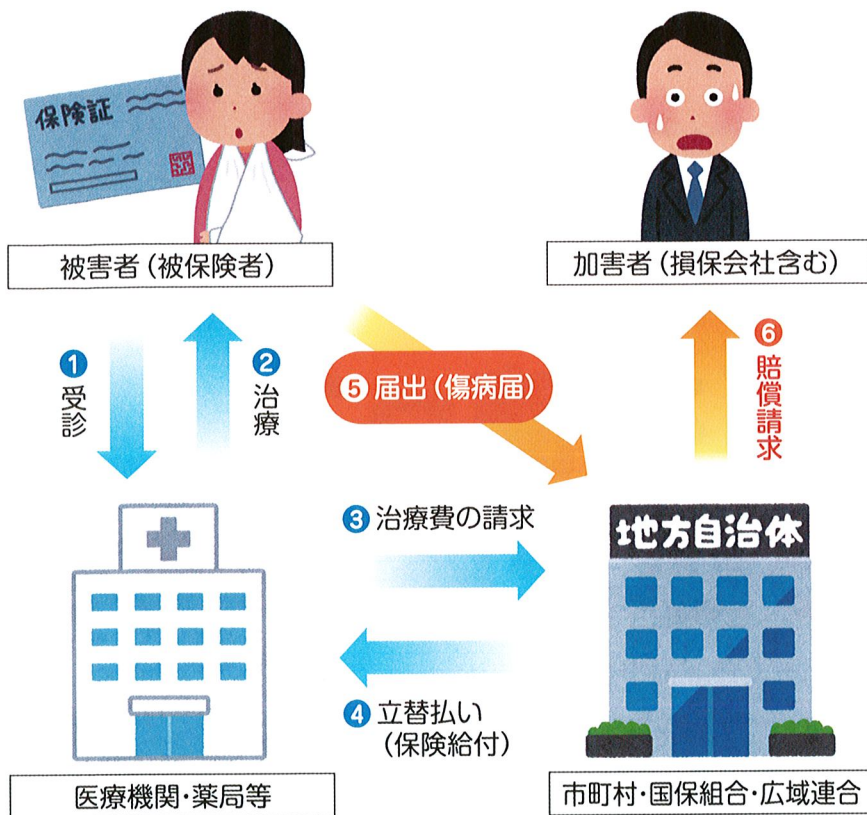 保険証
被害者(被保険者)
加害者(損保会社含む)
❶受診
❷治療
❺届出(傷病届)
❻賠償請求
❸治療費の請求
地方自治体
❹立替払い
(保険給付)
医療機関・薬局等
市町村・国保組合・広域連合